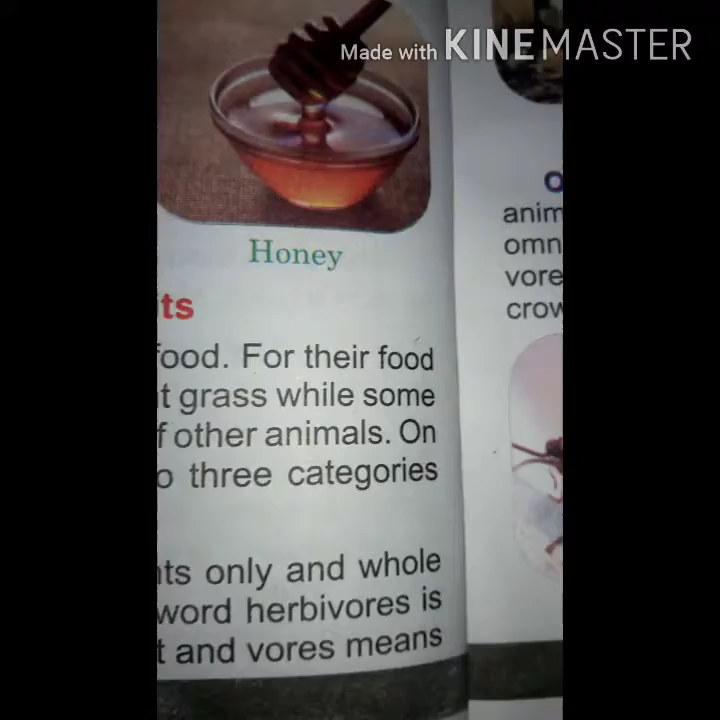 Made with KINEMASTER
Honey
ts
food. For their food
t grass while some
f other animals. On
o three categories
ts only and whole
word herbivores is
t and vores means
O
anim
omn
vore
crow